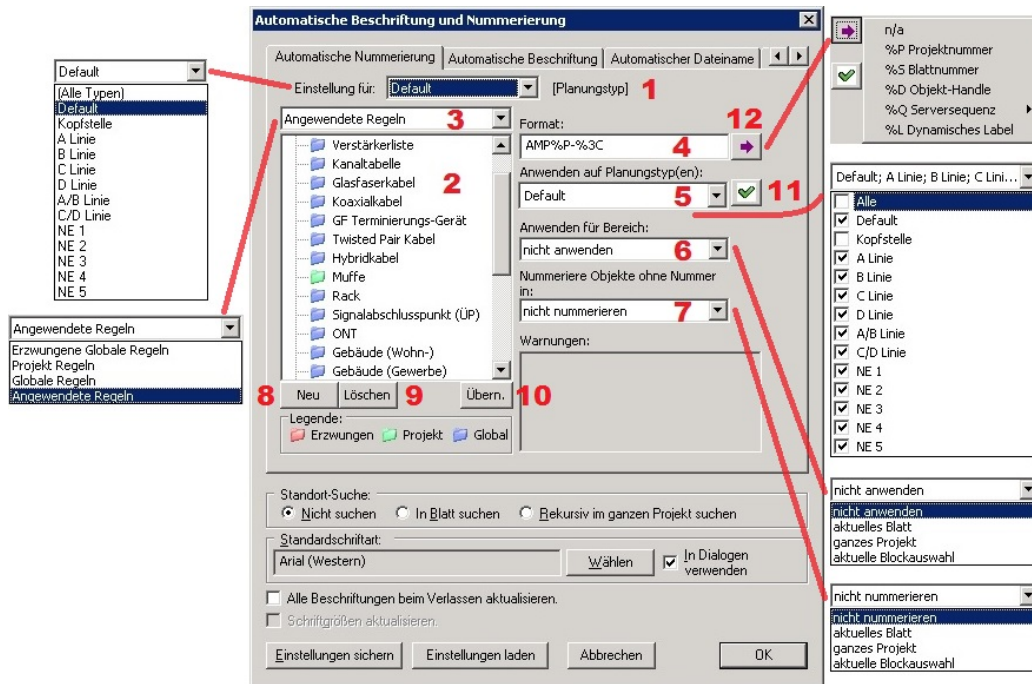 Automatische Beschriftung und Nummerierung
Automatische Nummerierung
Automatische Beschriftung
Automatischer Dateiname
Einstellung für:
Default
[Planungstyp]
1
Angewendete Regeln
3
Verstärkerliste
Kanaltabelle
Glasfaserkabel
Koaxialkabel
GF Terminierungs-Gerät
Twisted Pair Kabel
Hybridkabel
Muffe
Rack
Signalabschlusspunkt (ÜP)
ONT
Gebäude (Wohn-)
Gebäude (Gewerbe)
2
8
Neu
Löschen
9
Übern.
10
Legende:
Erzwungen
Projekt
Global
Format:
12
AMP%P-%3C
4
Anwenden auf Planungstyp(en):
Default
5
11
Anwenden für Bereich:
nicht anwenden
6
Nummeriere Objekte ohne Nummer
in:
nicht nummerieren
7
Warnungen:
Standort-Suche:
Nicht suchen
In Blatt suchen
Rekursiv im ganzen Projekt suchen
Standardschriftart:
Arial (Western)
Wählen
In Dialogen
verwenden
Alle Beschriftungen beim Verlassen aktualisieren.
Schriftgrößen aktualisieren.
Einstellungen sichern
Einstellungen laden
Abbrechen
OK
Default
(Alle Typen)
Default
Kopfstelle
A Linie
B Linie
C Linie
D Linie
A/B Linie
C/D Linie
NE 1
NE 2
NE 3
NE 4
NE 5
Angewendete Regeln
Erzwungene Globale Regeln
Projekt Regeln
Globale Regeln
Angewendete Regeln
n/a
%P Projektnummer
%S Blattnummer
%D Objekt-Handle
%Q Serversequenz
%L Dynamisches Label
Default; A Linie; B Linie; C Lini...
Alle
Default
Kopfstelle
A Linie
B Linie
C Linie
D Linie
A/B Linie
C/D Linie
NE 1
NE 2
NE 3
NE 4
NE 5
nicht anwenden
nicht anwenden
aktuelles Blatt
ganzes Projekt
aktuelle Blockauswahl
nicht nummerieren
nicht nummerieren
aktuelles Blatt
ganzes Projekt
aktuelle Blockauswahl